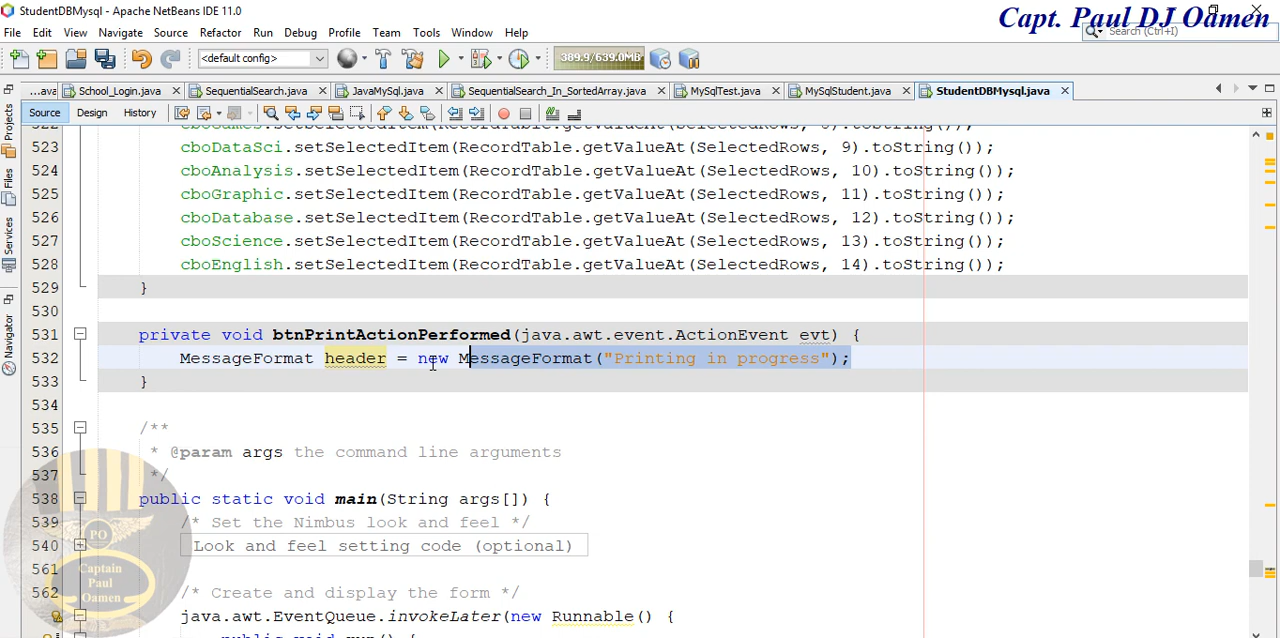 StudentDBMysql - Apache NetBeans IDE 11.0
Capt. Paul DJ Oamen
File Edit View Navigate Source Refactor Run Debug Profile Team Tools Window Help
Search (Ctrl+I)
<default config>
389.9/639.0MB
...ava School_Login.java SquentialSearch.java JavaMySql.java SequentialSearch_In_SortedArray.java MySqlTest.java MySqlStudent.java StudentDBMysql.java
Source Design History
Projects
Files
Services
Navigator
523 cboDataSci.setSelectedItem(RecordTable.getValueAt(SelectedRows, 9).toString());
524 cboAnalysis.setSelectedItem(RecordTable.getValueAt(SelectedRows, 10).toString());
525 cboGraphic.setSelectedItem(RecordTable.getValueAt(SelectedRows, 11).toString());
526 cboDatabase.setSelectedItem(RecordTable.getValueAt(SelectedRows, 12).toString());
527 cboScience.setSelectedItem(RecordTable.getValueAt(SelectedRows, 13).toString());
528 cboEnglish.setSelectedItem(RecordTable.getValueAt(SelectedRows, 14).toString());
529 }
530
531 private void btnPrintActionPerformed(java.awt.event.ActionEvent evt) {
532 MessageFormat header = new MessageFormat("Printing in progress");
533 }
534
535 /**
536 * @param args the command line arguments
537 */
538 public static void main(String args[]) {
539 /* Set the Nimbus look and feel */
540 Look and feel setting code (optional)
561
562 /* Create and display the form */
java.awt.EventQueue.invokeLater(new Runnable() {
PO
Captain
Paul
Oamen